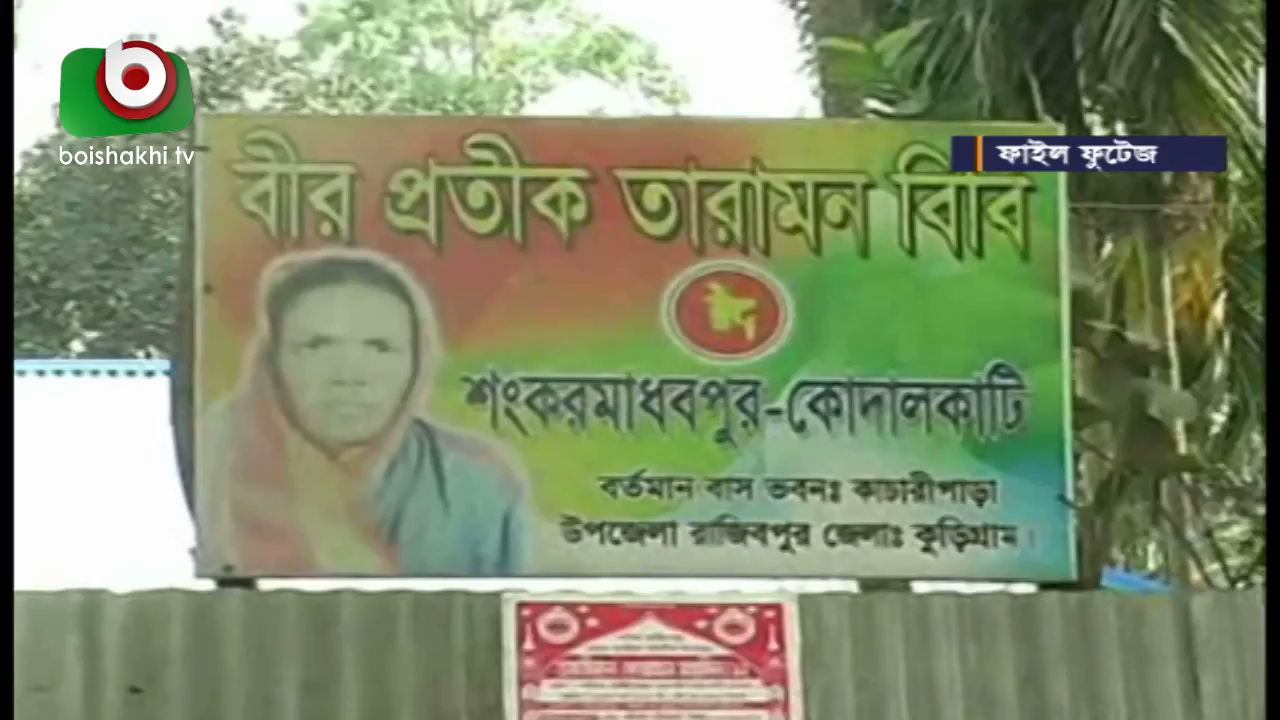 boishakhi tv
ফাইল ফুটেজ
বীর প্রতীক তারামন বিবি
শংকরমাধবপুর-কোদালকাটি
বর্তমান বাস ভবনঃ কাচারীপাড়া
উপজেলা রাজিবপুর জেলাঃ কুড়িগ্রাম।